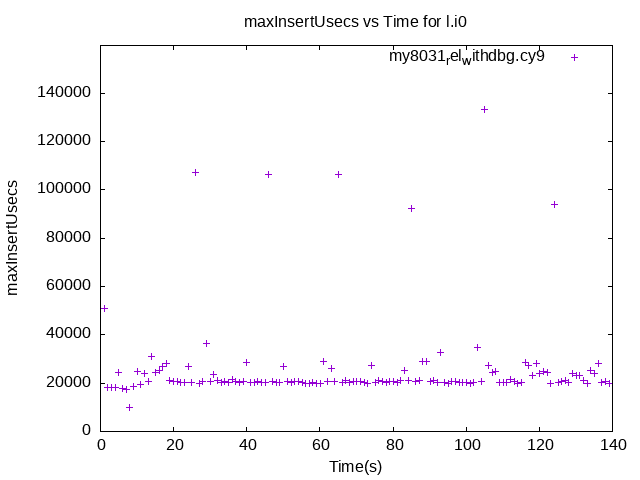 maxInsertUsecs vs Time for l.i0
my8031relwithdbg.cy9
140000
120000
100000
80000
60000
40000
20000
0
maxInsertUsecs
0 20 40 60 80 100 120 140
Time(s)